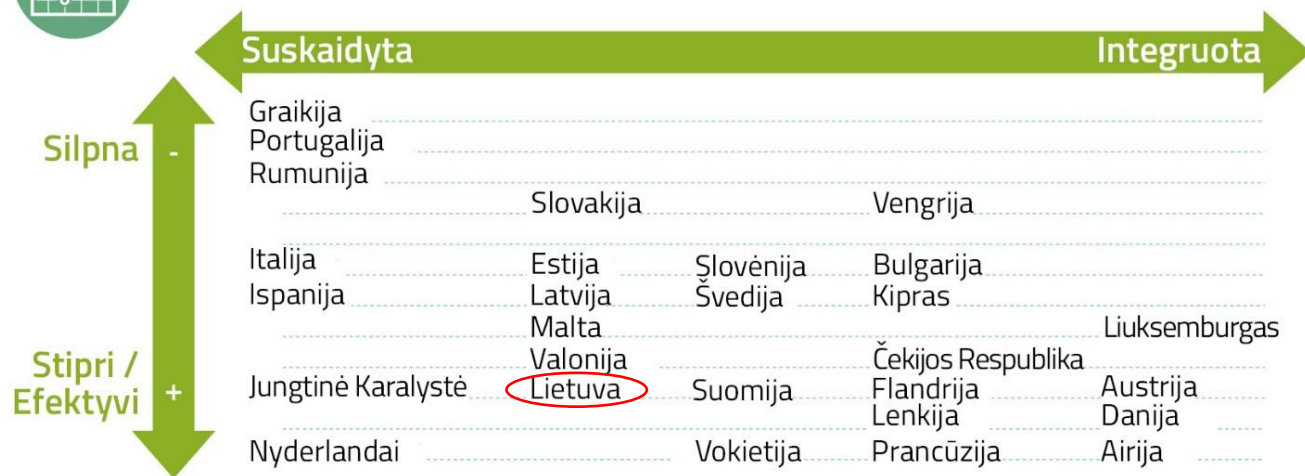 Suskaidyta Integruota
Graikija
Silpna - Portugalija
Rumunija
Slovakija Vengrija
Italija Estija Slovėnija Bulgarija
Ispanija Latvija Švedija Kipras
Malta Liuksemburgas
Stipri / Valonija Čekijos Respublika
Efektyvi + Jungtinė Karalystė Lietuva Suomija Flandrija Austrija
Lenkija Danija
Nyderlandai Vokietija Prancūzija Airija